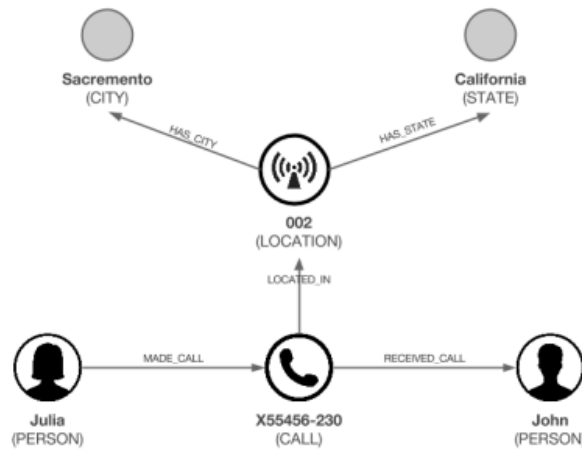 Sacremento
(CITY)
California
(STATE)
HAS_CITY
HAS_STATE
002
(LOCATION)
LOCATED_IN
MADE_CALL
RECEIVED_CALL
Julia
(PERSON)
X55456-230
(CALL)
John
(PERSON)